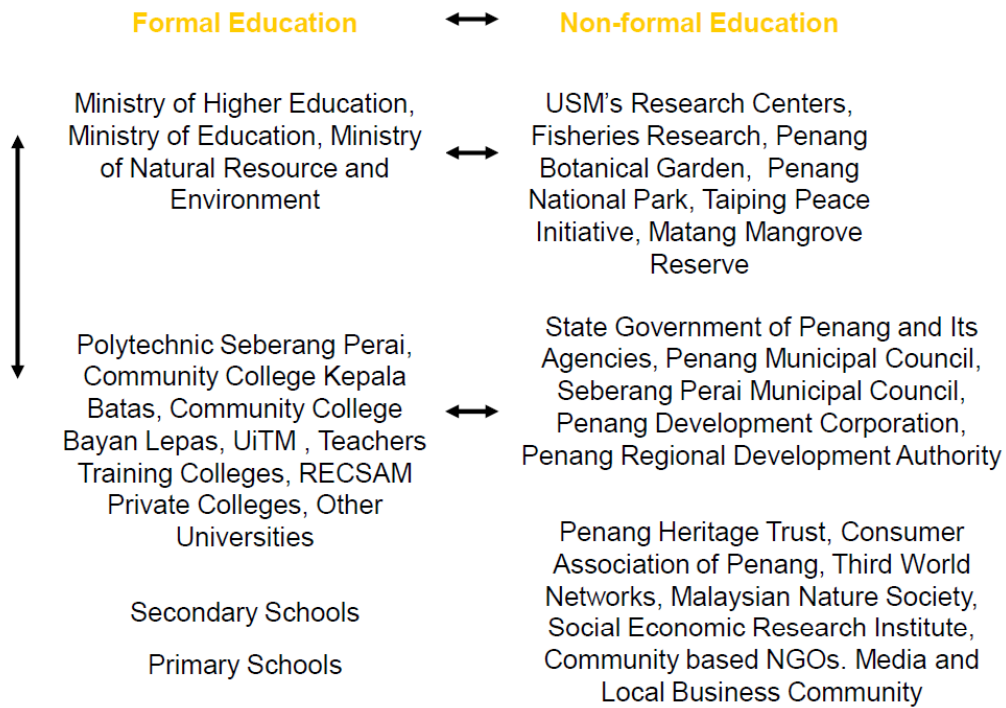 Formal Education
Non-formal Education
Ministry of Higher Education,
Ministry of Education, Ministry
of Natural Resource and
Environment
USM’s Research Centers,
Fisheries Research, Penang
Botanical Garden, Penang
National Park, Taiping Peace
Initiative, Matang Mangrove
Reserve
Polytechnic Seberang Perai,
Community College Kepala
Batas, Community College
Bayan Lepas, UiTM , Teachers
Training Colleges, RECSAM
Private Colleges, Other
Universities
State Government of Penang and Its
Agencies, Penang Municipal Council,
Seberang Perai Municipal Council,
Penang Development Corporation,
Penang Regional Development Authority
Secondary Schools
Primary Schools
Penang Heritage Trust, Consumer
Association of Penang, Third World
Networks, Malaysian Nature Society,
Social Economic Research Institute,
Community based NGOs. Media and
Local Business Community